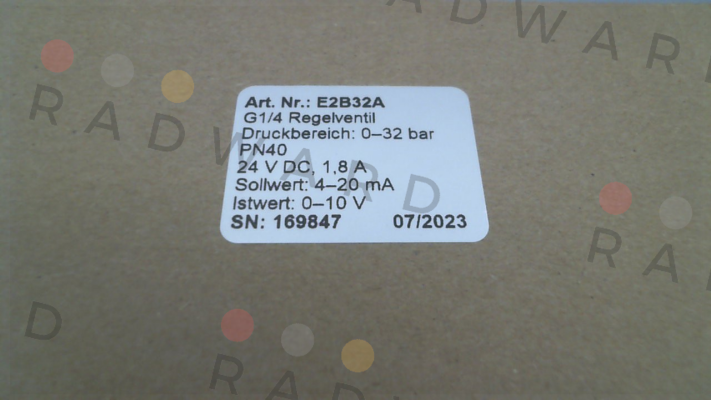 RADWARD
Art. Nr.: E2B32A
G1/4 Regelventil
Druckbereich: 0–32 bar
PN40
24 V DC, 1,8 A
Sollwert: 4–20 mA
Istwert: 0–10 V
SN: 169847 07/2023